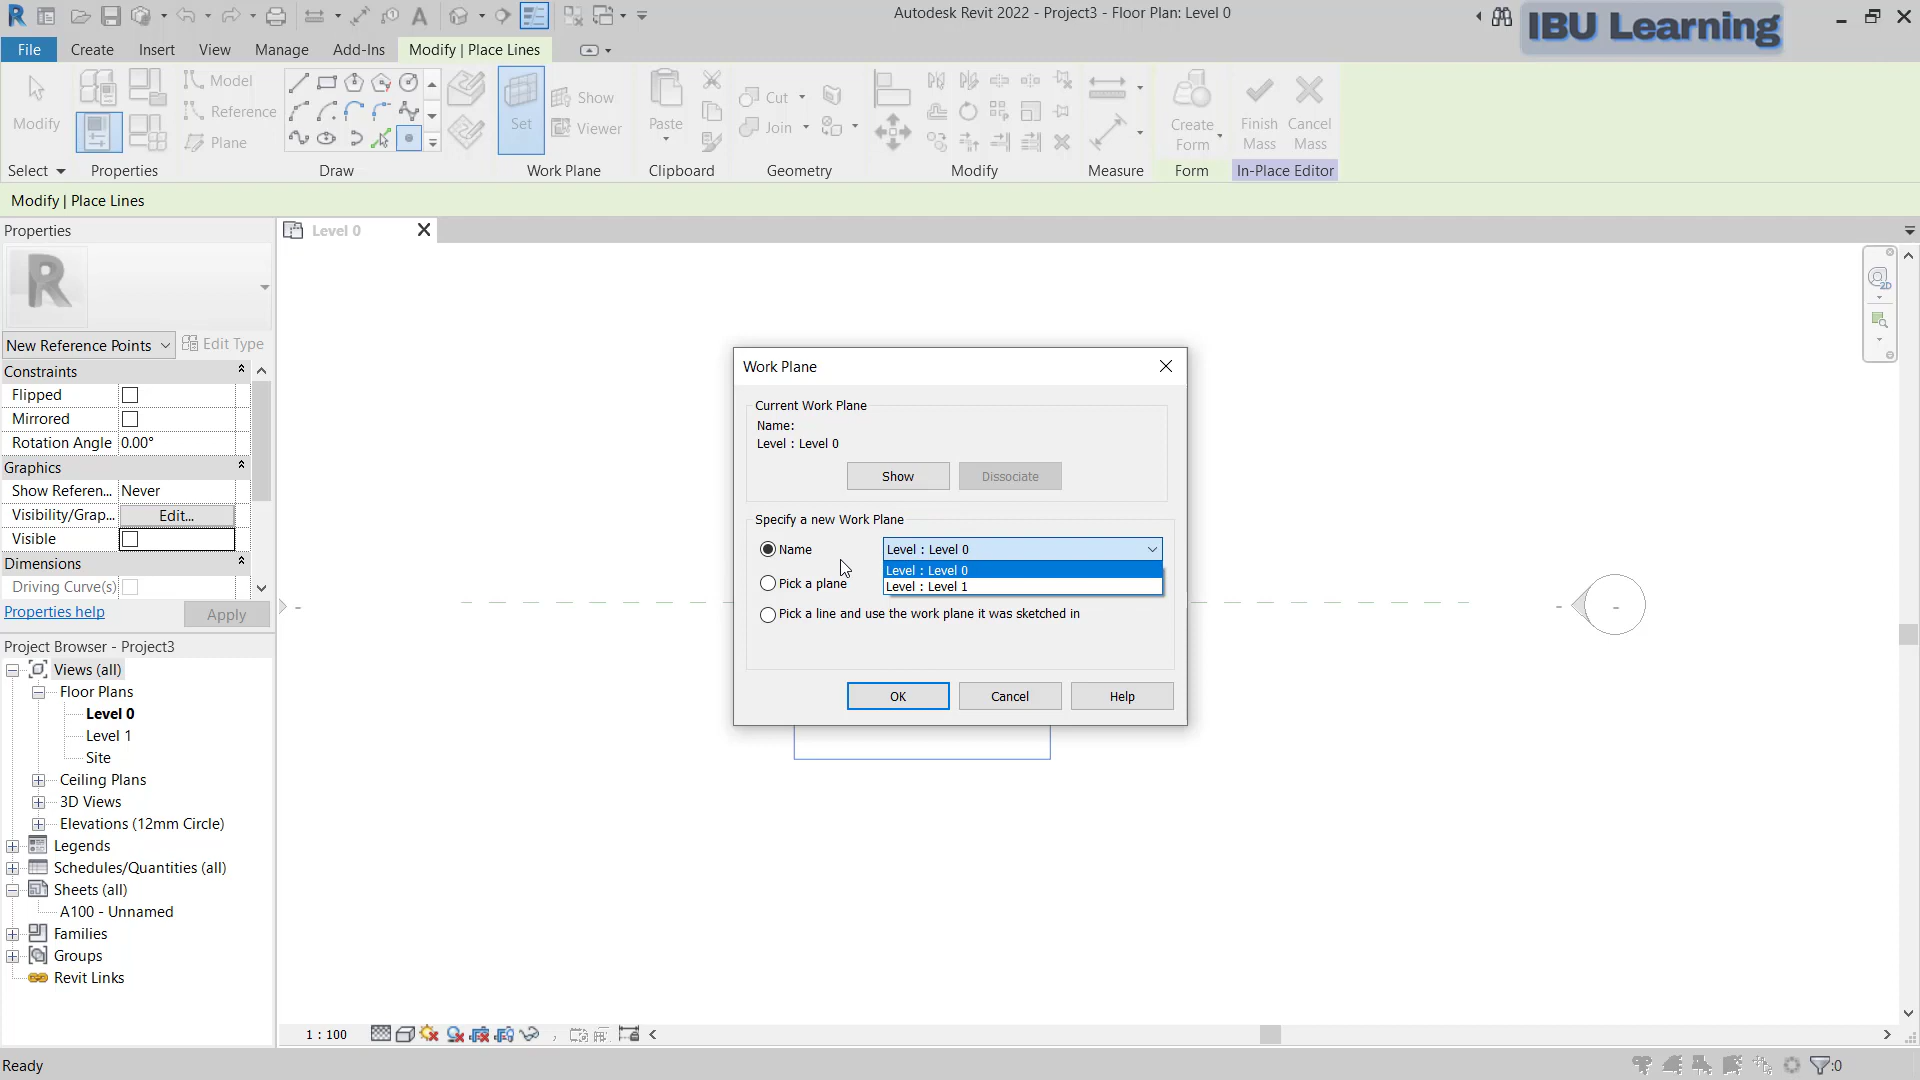 Autodesk Revit 2022 - Project3 - Floor Plan: Level 0
IBU Learning
File Create Insert View Manage Add-Ins Modify | Place Lines
Modify
Model
Reference
Plane
Set
Show
Viewer
Paste
Cut
Join
Create Form
Finish Mass
Cancel Mass
Select Properties Draw Work Plane Clipboard Geometry Modify Measure Form In-Place Editor
Modify | Place Lines
Properties
Level 0
R
New Reference Points Edit Type
Constraints
Flipped
Mirrored
Rotation Angle 0.00°
Graphics
Show Referen... Never
Visibility/Grap... Edit...
Visible
Dimensions
Driving Curve(s)
Properties help Apply
Project Browser - Project3
Views (all)
Floor Plans
Level 0
Level 1
Site
Ceiling Plans
3D Views
Elevations (12mm Circle)
Legends
Schedules/Quantities (all)
Sheets (all)
A100 - Unnamed
Families
Groups
Revit Links
Work Plane
Current Work Plane
Name:
Level : Level 0
Show Dissociate
Specify a new Work Plane
Name Level : Level 0
Level : Level 0
Level : Level 1
Pick a plane
Pick a line and use the work plane it was sketched in
OK Cancel Help
2D
1 : 100
Ready
:0